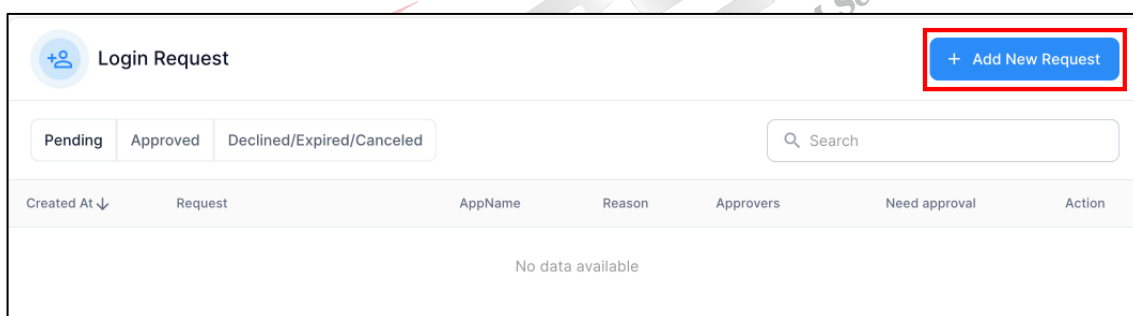 Login Request
+ Add New Request
Pending Approved Declined/Expired/Canceled
Search
Created At Request AppName Reason Approvers Need approval Action
No data available